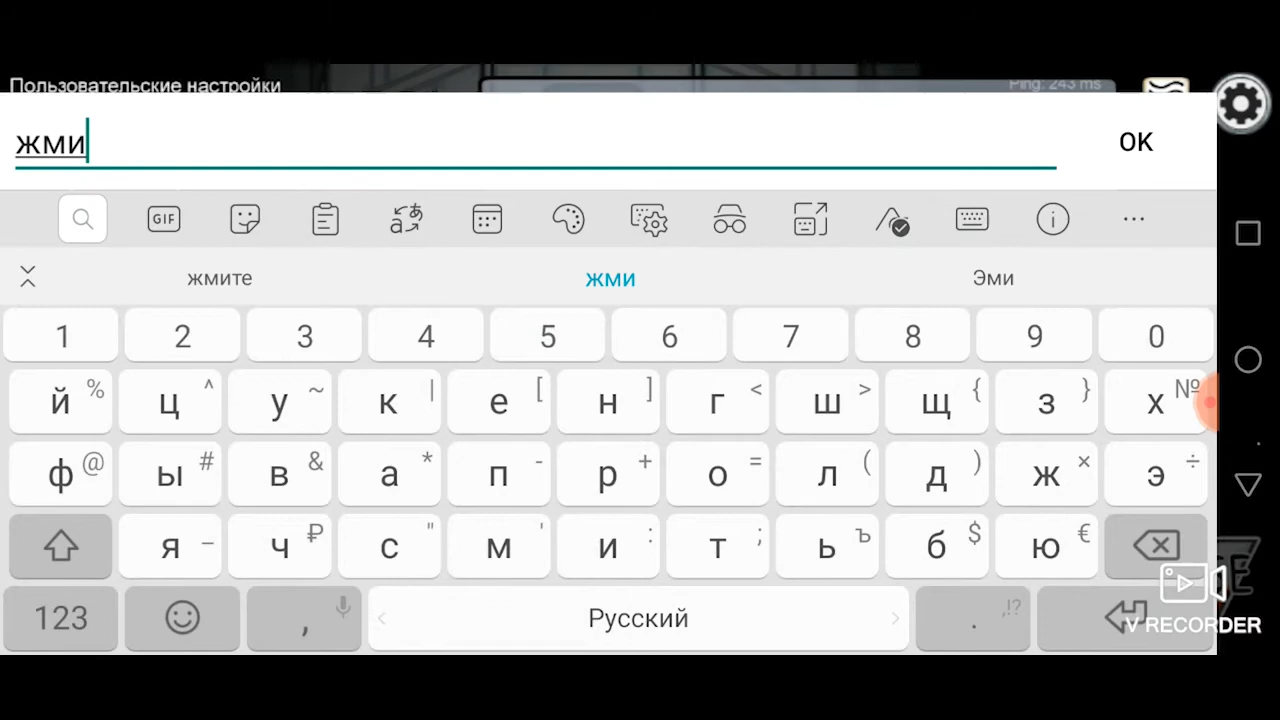 Пользовательские настройки
Ping: 243 ms
жми
OK
GIF
жмите жми Эми
1 2 3 4 5 6 7 8 9 0
й % ц ^ у ~ к | е [ н ] г < ш > щ { з } х №
ф @ ы # в & а * п - р + о = л ( д ) ж × э ÷
я _ ч ₽ с " м ' и : т ; ь ъ б $ ю €
123 , Русский . ,!?
V RECORDER